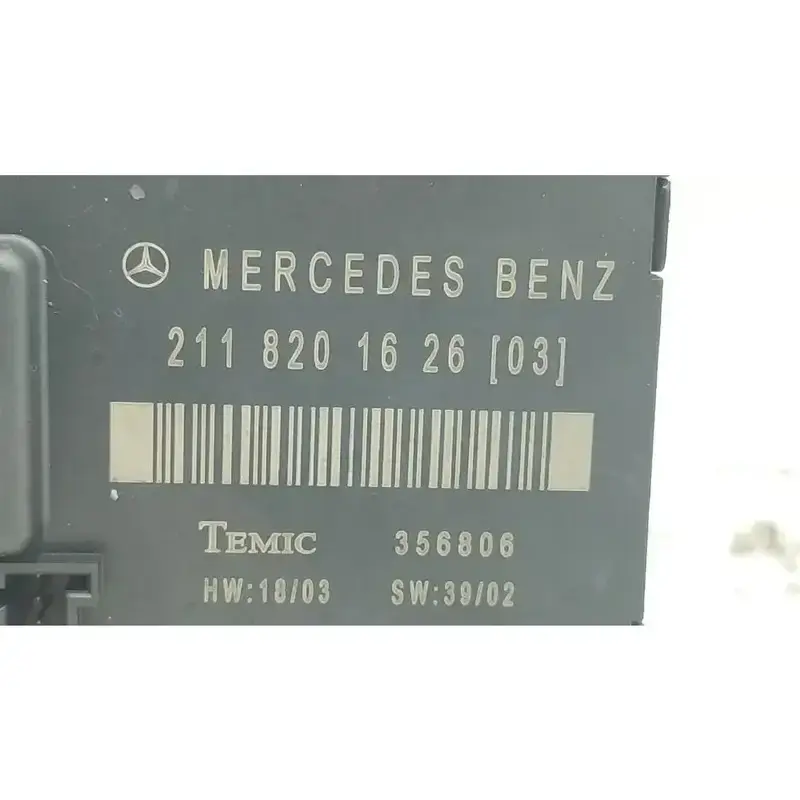 MERCEDES BENZ
211 820 16 26 [03]
TEMIC 356806
HW:18/03 SW:39/02